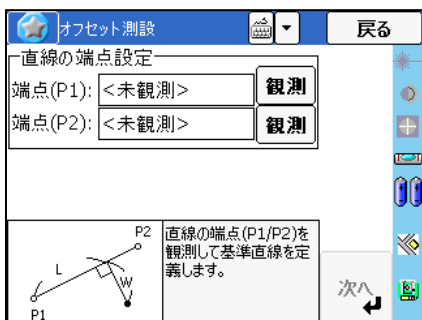 オフセット測設
戻る
直線の端点設定
端点(P1): <未観測> 観測
端点(P2): <未観測> 観測
P2
L
W
P1
直線の端点(P1/P2)を
観測して基準直線を定
義します。
次へ